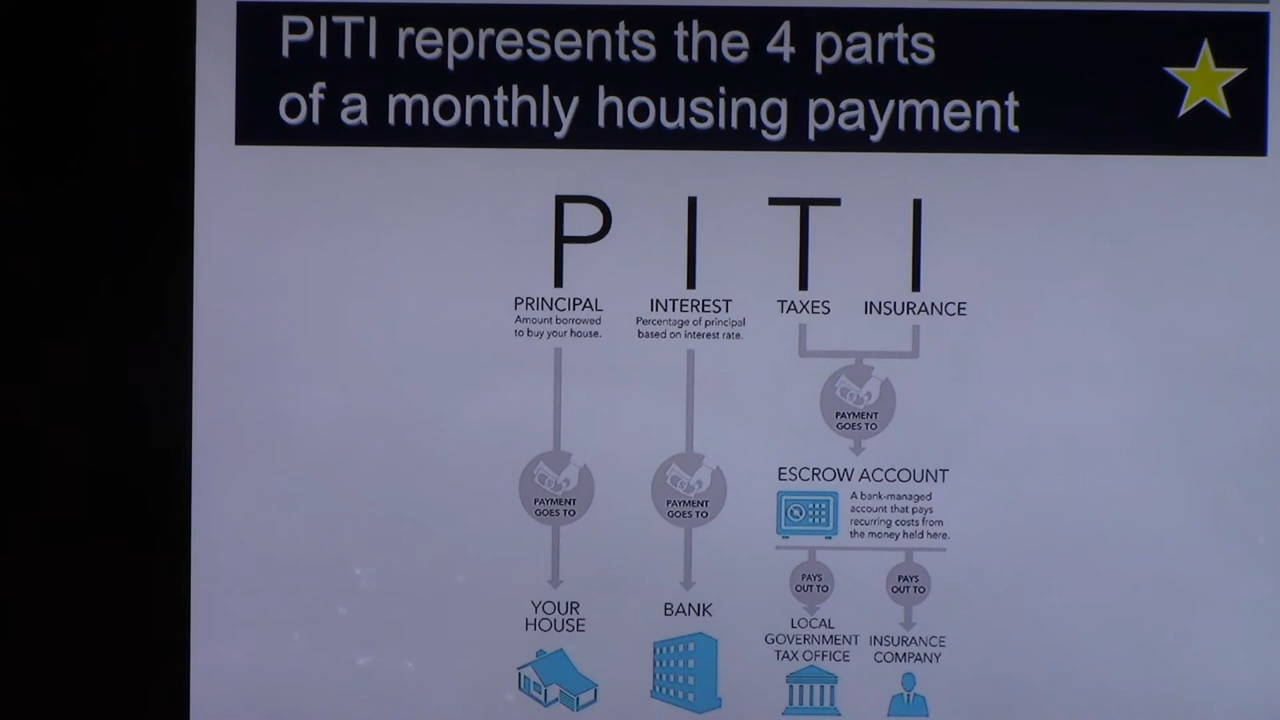 PITI represents the 4 parts
of a monthly housing payment
P I T I
PRINCIPAL
Amount borrowed
to buy your house.
INTEREST
Percentage of principal
based on interest rate.
TAXES
INSURANCE
PAYMENT
GOES TO
PAYMENT
GOES TO
PAYMENT
GOES TO
ESCROW ACCOUNT
A bank-managed
account that pays
recurring costs from
the money held here.
PAYS
OUT TO
PAYS
OUT TO
YOUR
HOUSE
BANK
LOCAL
GOVERNMENT
TAX OFFICE
INSURANCE
COMPANY